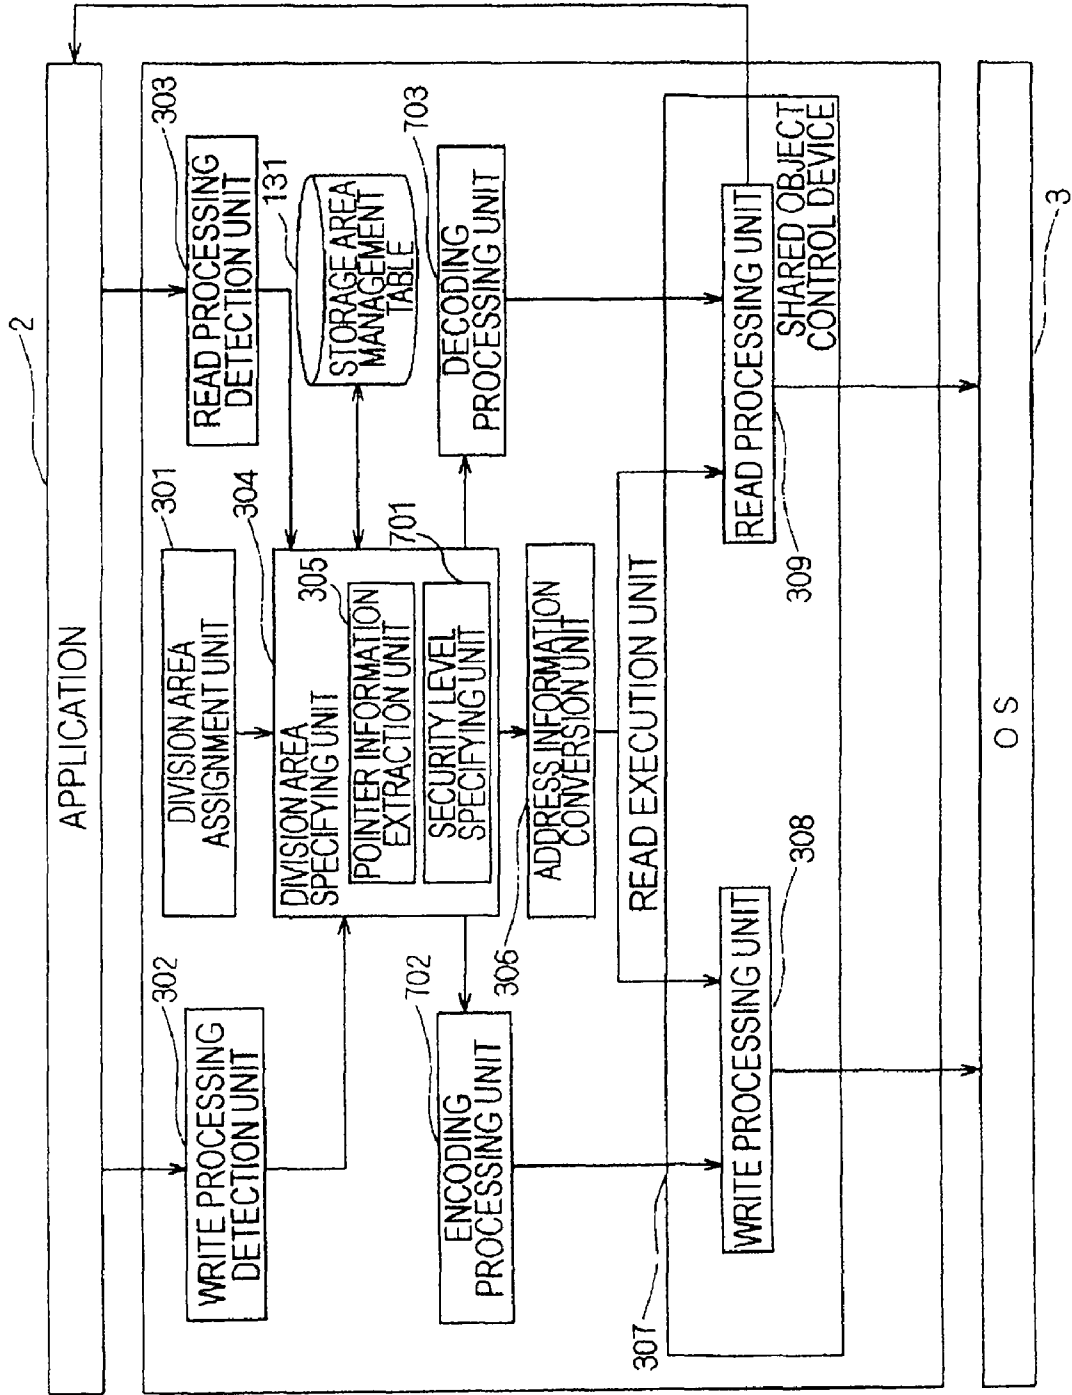 2
APPLICATION
302
WRITE PROCESSING
DETECTION UNIT
DIVISION AREA
ASSIGNMENT UNIT
301
303
READ PROCESSING
DETECTION UNIT
304
DIVISION AREA
SPECIFYING UNIT
305
POINTER INFORMATION
EXTRACTION UNIT
SECURITY LEVEL
SPECIFYING UNIT
701
131
STORAGE AREA
MANAGEMENT
TABLE
702
ENCODING
PROCESSING UNIT
703
DECODING
PROCESSING UNIT
306
ADDRESS INFORMATION
CONVERSION UNIT
READ EXECUTION UNIT
307
WRITE PROCESSING UNIT
308
READ PROCESSING UNIT
309
SHARED OBJECT
CONTROL DEVICE
OS
3